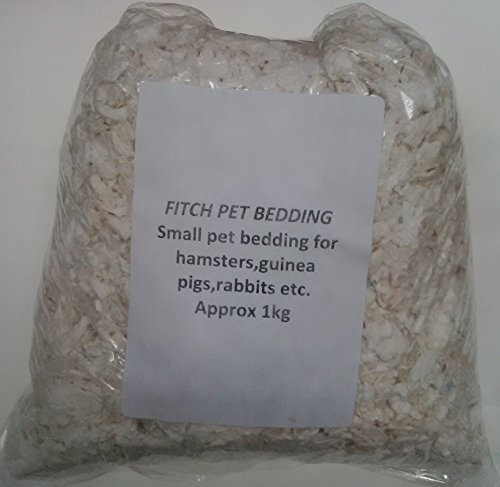 FITCH PET BEDDING
Small pet bedding for
hamsters,guinea
pigs,rabbits etc.
Approx 1kg